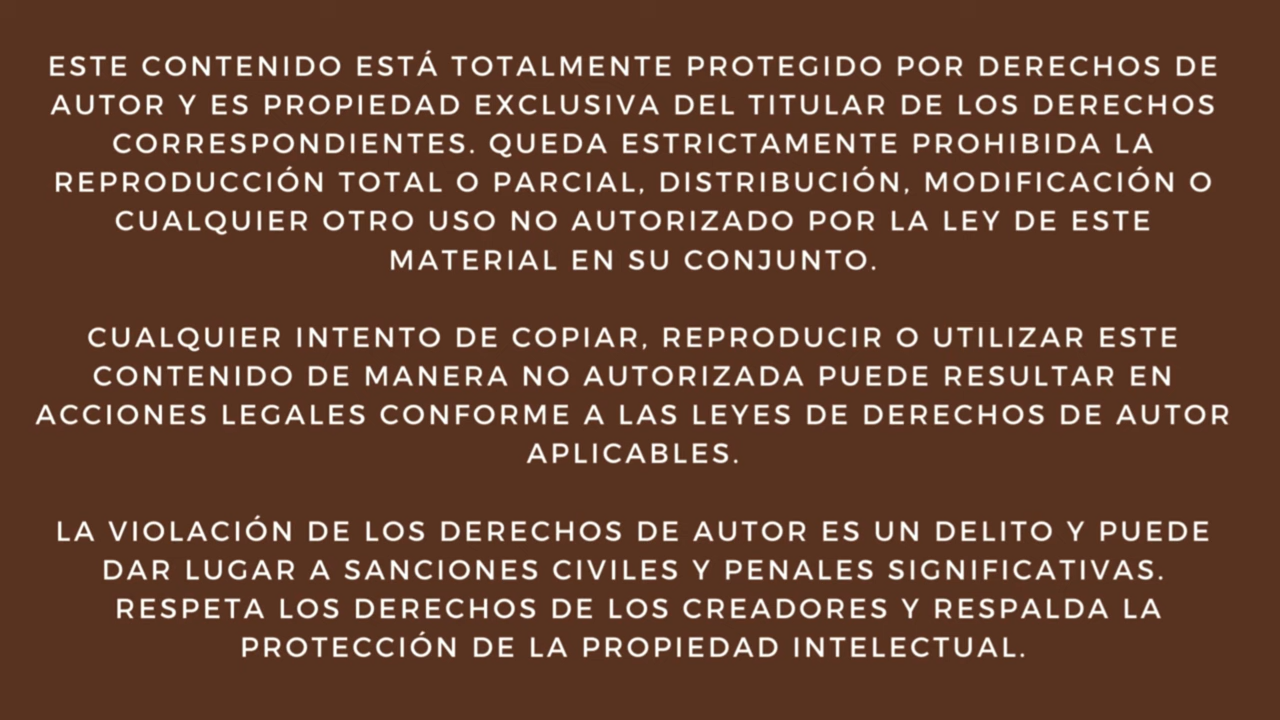 ESTE CONTENIDO ESTÁ TOTALMENTE PROTEGIDO POR DERECHOS DE
AUTOR Y ES PROPIEDAD EXCLUSIVA DEL TITULAR DE LOS DERECHOS
CORRESPONDIENTES. QUEDA ESTRICTAMENTE PROHIBIDA LA
REPRODUCCIÓN TOTAL O PARCIAL, DISTRIBUCIÓN, MODIFICACIÓN O
CUALQUIER OTRO USO NO AUTORIZADO POR LA LEY DE ESTE
MATERIAL EN SU CONJUNTO.
CUALQUIER INTENTO DE COPIAR, REPRODUCIR O UTILIZAR ESTE
CONTENIDO DE MANERA NO AUTORIZADA PUEDE RESULTAR EN
ACCIONES LEGALES CONFORME A LAS LEYES DE DERECHOS DE AUTOR
APLICABLES.
LA VIOLACIÓN DE LOS DERECHOS DE AUTOR ES UN DELITO Y PUEDE
DAR LUGAR A SANCIONES CIVILES Y PENALES SIGNIFICATIVAS.
RESPETA LOS DERECHOS DE LOS CREADORES Y RESPALDA LA
PROTECCIÓN DE LA PROPIEDAD INTELECTUAL.